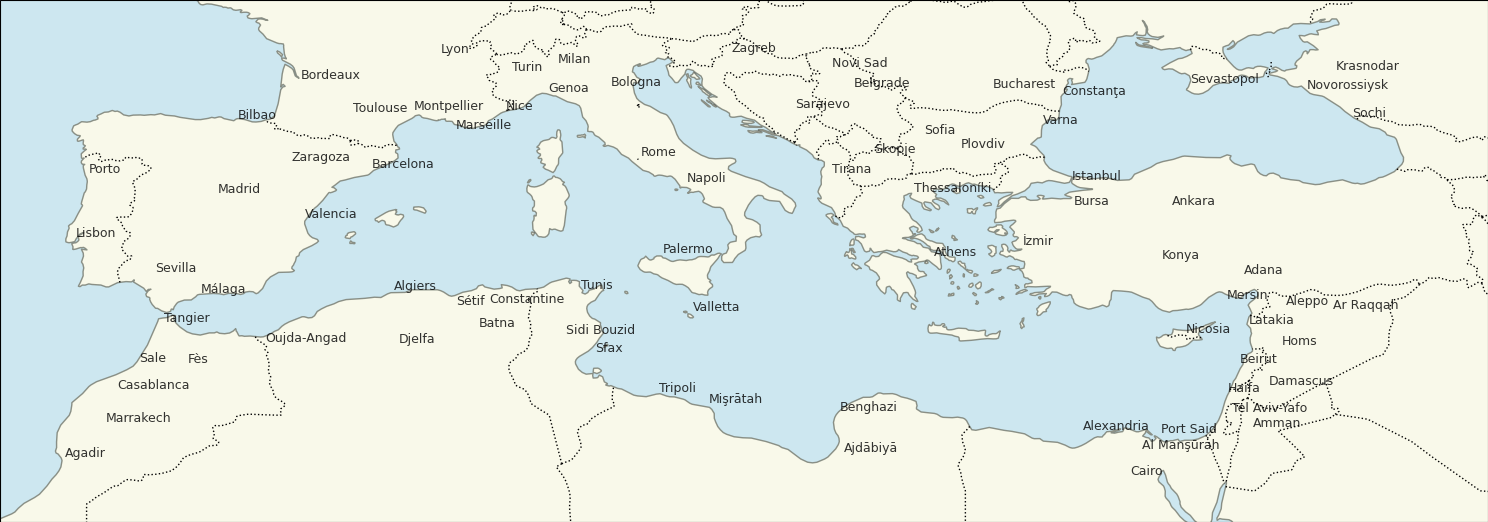 Lyon
Turin
Milan
Zagreb
Novi Sad
Krasnodar
Bordeaux
Genoa
Bologna
Belgrade
Bucharest
Constanţa
Sevastopol
Novorossiysk
Bilbao
Toulouse
Montpellier
Nice
Marseille
Sarajevo
Varna
Sochi
Sofia
Plovdiv
Skopje
Zaragoza
Barcelona
Rome
Tirana
Porto
Madrid
Napoli
Thessaloniki
Istanbul
Bursa
Ankara
Valencia
Lisbon
Palermo
Athens
İzmir
Konya
Sevilla
Adana
Málaga
Algiers
Sétif
Constantine
Tunis
Valletta
Mersin
Aleppo
Ar Raqqah
Tangier
Batna
Latakia
Oujda-Angad
Djelfa
Sidi Bouzid
Sfax
Nicosia
Homs
Sale
Fès
Beirut
Casablanca
Tripoli
Mişrātah
Haifa
Damascus
Marrakech
Benghazi
Tel Aviv-Yafo
Amman
Agadir
Ajdābiyā
Alexandria
Port Said
Al Manşūrah
Cairo